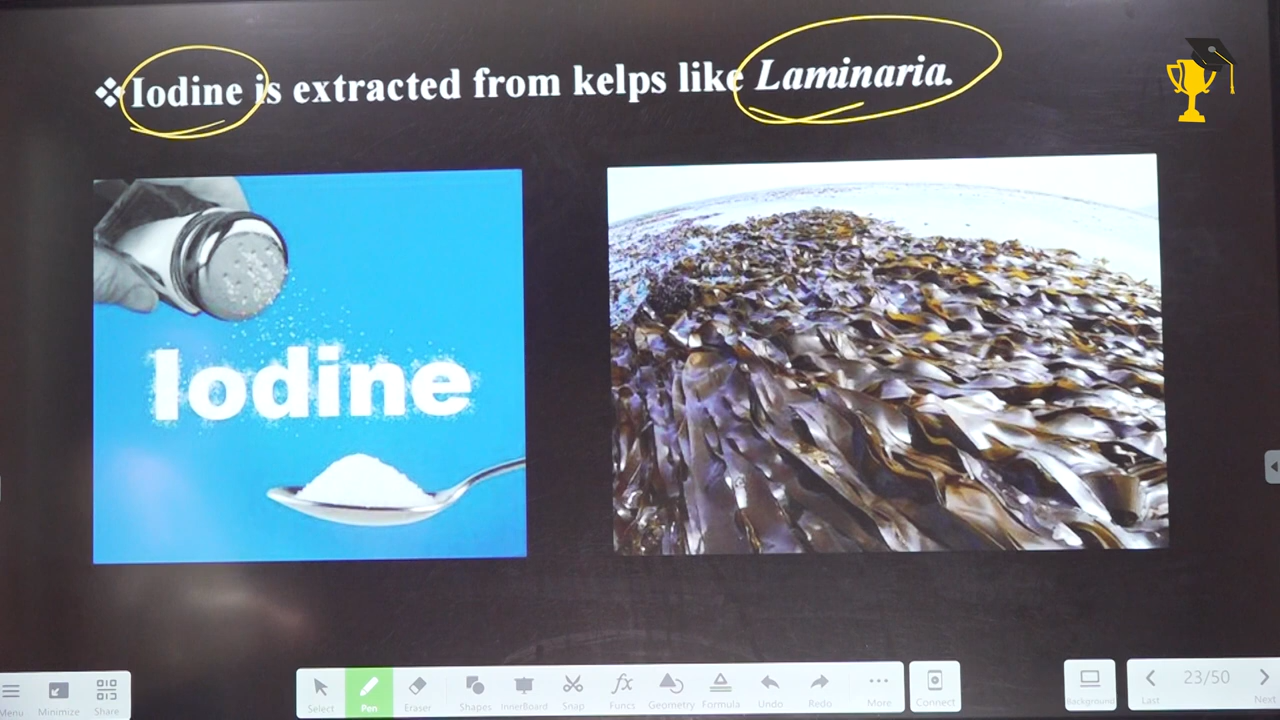 ❖Iodine is extracted from kelps like Laminaria.
Iodine
Menu Minimize Share Select Pen Eraser Shapes InnerBoard Snap Funcs Geometry Formula Undo Redo More Connect Background 23/50 Last Next